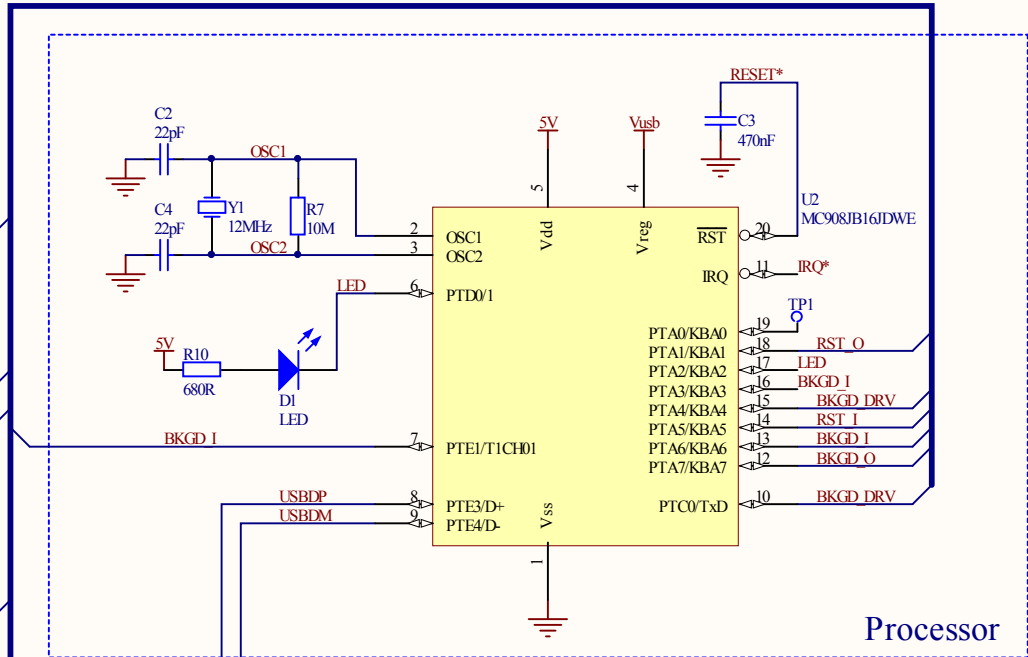 RESET*
C2
22pF
5V
Vusb
C3
470nF
OSC1
C4
22pF
Y1
12MHz
R7
10M
OSC2
U2
MC908JB16JDWE
5
4
Vdd
Vreg
2
OSC1
3
OSC2
RST
20
IRQ
11
IRQ*
LED
6
PTD0/1
TP1
PTA0/KBA0
19
PTA1/KBA1
18
RST_O
PTA2/KBA2
17
LED
PTA3/KBA3
16
BKGD_I
PTA4/KBA4
15
BKGD_DRV
PTA5/KBA5
14
RST_I
PTA6/KBA6
13
BKGD_I
PTA7/KBA7
12
BKGD_O
5V
R10
680R
D1
LED
BKGD_I
7
PTE1/T1CH01
USBDP
8
PTE3/D+
USBDM
9
PTE4/D-
Vss
PTC0/TxD
10
BKGD_DRV
1
Processor